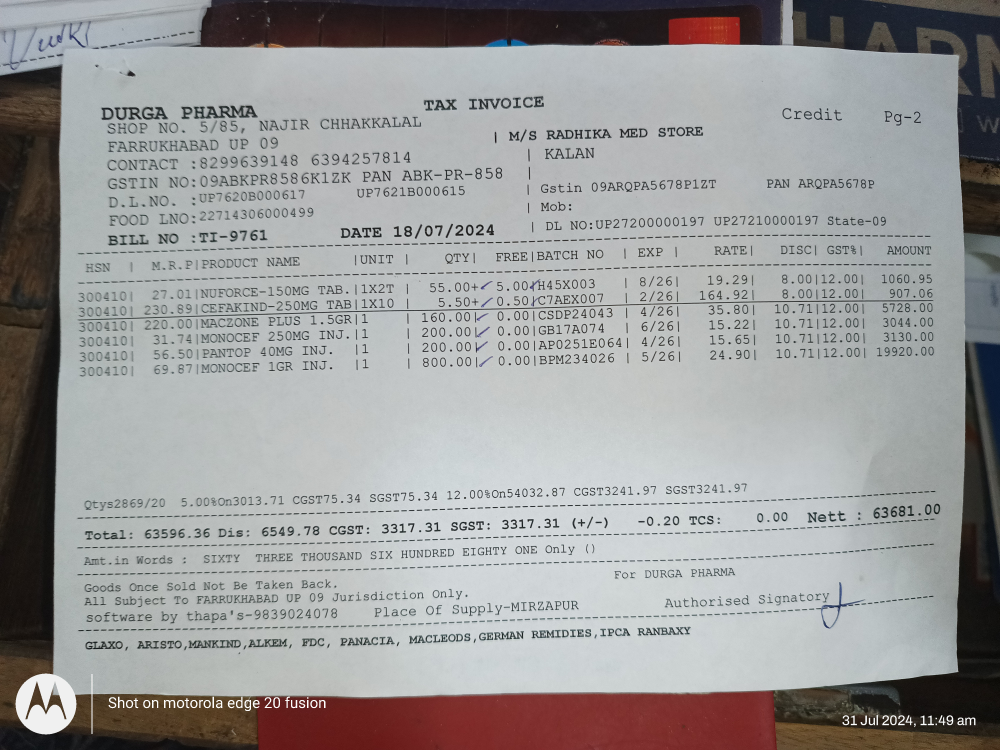 TAX INVOICE
Credit Pg-2
DURGA PHARMA
SHOP NO. 5/85, NAJIR CHHAKKALAL | M/S RADHIKA MED STORE
FARRUKHABAD UP 09 | KALAN
CONTACT :8299639148 6394257814 |
GSTIN NO:09ABKPR8586K1ZK PAN ABK-PR-858 | Gstin 09ARQPA5678P1ZT PAN ARQPA5678P
D.L.NO. :UP7620B000617 UP7621B000615 | Mob:
FOOD LNO:22714306000499 | DL NO:UP27200000197 UP27210000197 State-09
BILL NO :TI-9761 DATE 18/07/2024
HSN | M.R.P|PRODUCT NAME |UNIT | QTY| FREE|BATCH NO | EXP | RATE| DISC| GST%| AMOUNT
300410| 27.01|NUFORCE-150MG TAB.|1X2T 55.00+ 5.00 H45X003 | 8/26| 19.29| 8.00|12.00| 1060.95
300410| 230.89|CEFAKIND-250MG TAB|1X10 5.50+ 0.50 C7AEX007 | 2/26| 164.92| 8.00|12.00| 907.06
300410| 220.00|MACZONE PLUS 1.5GR|1 160.00| 0.00|CSDP24043 | 4/26| 35.80| 10.71|12.00| 5728.00
300410| 31.74|MONOCEF 250MG INJ.|1 200.00| 0.00|GB17A074 | 6/26| 15.22| 10.71|12.00| 3044.00
300410| 56.50|PANTOP 40MG INJ. |1 200.00| 0.00|AP0251E064| 4/26| 15.65| 10.71|12.00| 3130.00
300410| 69.87|MONOCEF 1GR INJ. |1 800.00| 0.00|BPM234026 | 5/26| 24.90| 10.71|12.00| 19920.00
Qtys2869/20 5.00%On3013.71 CGST75.34 SGST75.34 12.00%On54032.87 CGST3241.97 SGST3241.97
Total: 63596.36 Dis: 6549.78 CGST: 3317.31 SGST: 3317.31 (+/-) -0.20 TCS: 0.00 Nett : 63681.00
Amt.in Words : SIXTY THREE THOUSAND SIX HUNDRED EIGHTY ONE Only ()
Goods Once Sold Not Be Taken Back. For DURGA PHARMA
All Subject To FARRUKHABAD UP 09 Jurisdiction Only.
software by thapa's-9839024078 Place Of Supply-MIRZAPUR Authorised Signatory
GLAXO, ARISTO,MANKIND,ALKEM, FDC, PANACIA, MACLEODS,GERMAN REMIDIES,IPCA RANBAXY
Shot on motorola edge 20 fusion
31 Jul 2024, 11:49 am